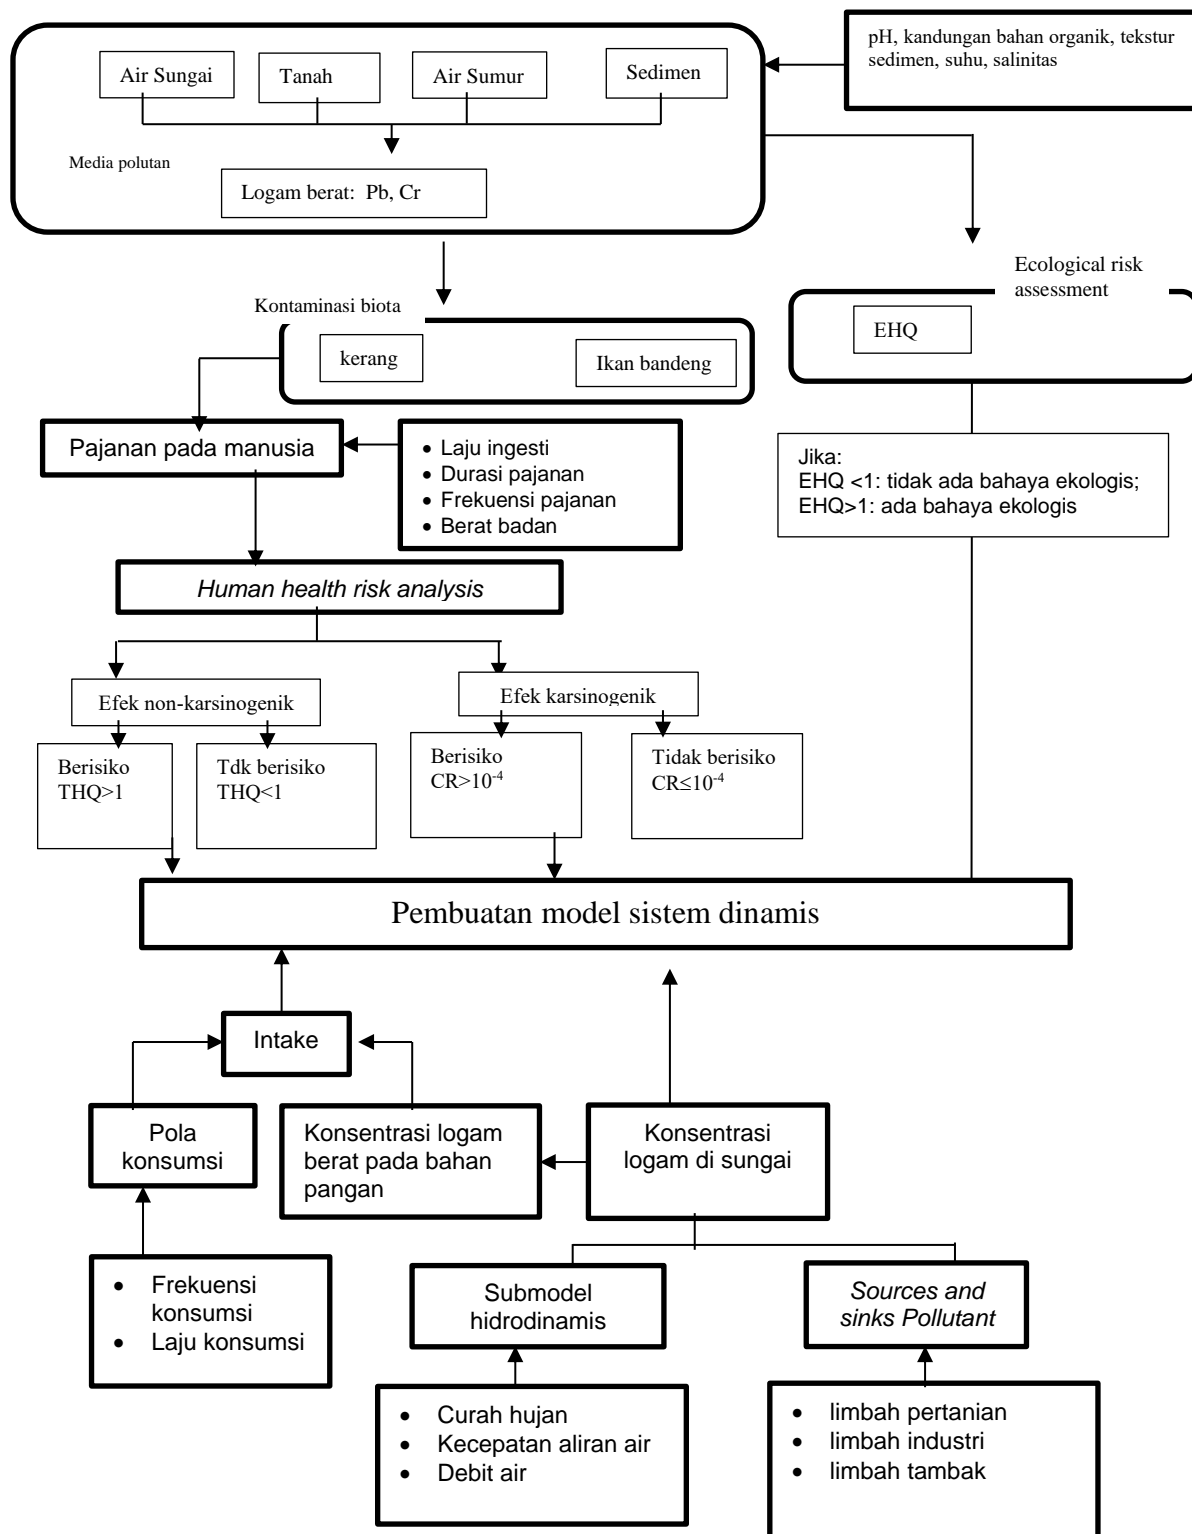 pH, kandungan bahan organik, tekstur
sedimen, suhu, salinitas
Air Sungai
Tanah
Air Sumur
Sedimen
Media polutan
Logam berat:  Pb, Cr
Ecological risk
assessment
Kontaminasi biota
EHQ
kerang
Ikan bandeng
Pajanan pada manusia
• Laju ingesti
• Durasi pajanan
• Frekuensi pajanan
• Berat badan
Jika:
EHQ <1: tidak ada bahaya ekologis;
EHQ>1: ada bahaya ekologis
Human health risk analysis
Efek non-karsinogenik
Efek karsinogenik
Berisiko
THQ>1
Tdk berisiko
THQ<1
Berisiko
CR>10⁻⁴
Tidak berisiko
CR≤10⁻⁴
Pembuatan model sistem dinamis
Intake
Pola
konsumsi
Konsentrasi logam
berat pada bahan
pangan
Konsentrasi
logam di sungai
• Frekuensi
konsumsi
• Laju konsumsi
Submodel
hidrodinamis
Sources and
sinks Pollutant
• Curah hujan
• Kecepatan aliran air
• Debit air
• limbah pertanian
• limbah industri
• limbah tambak